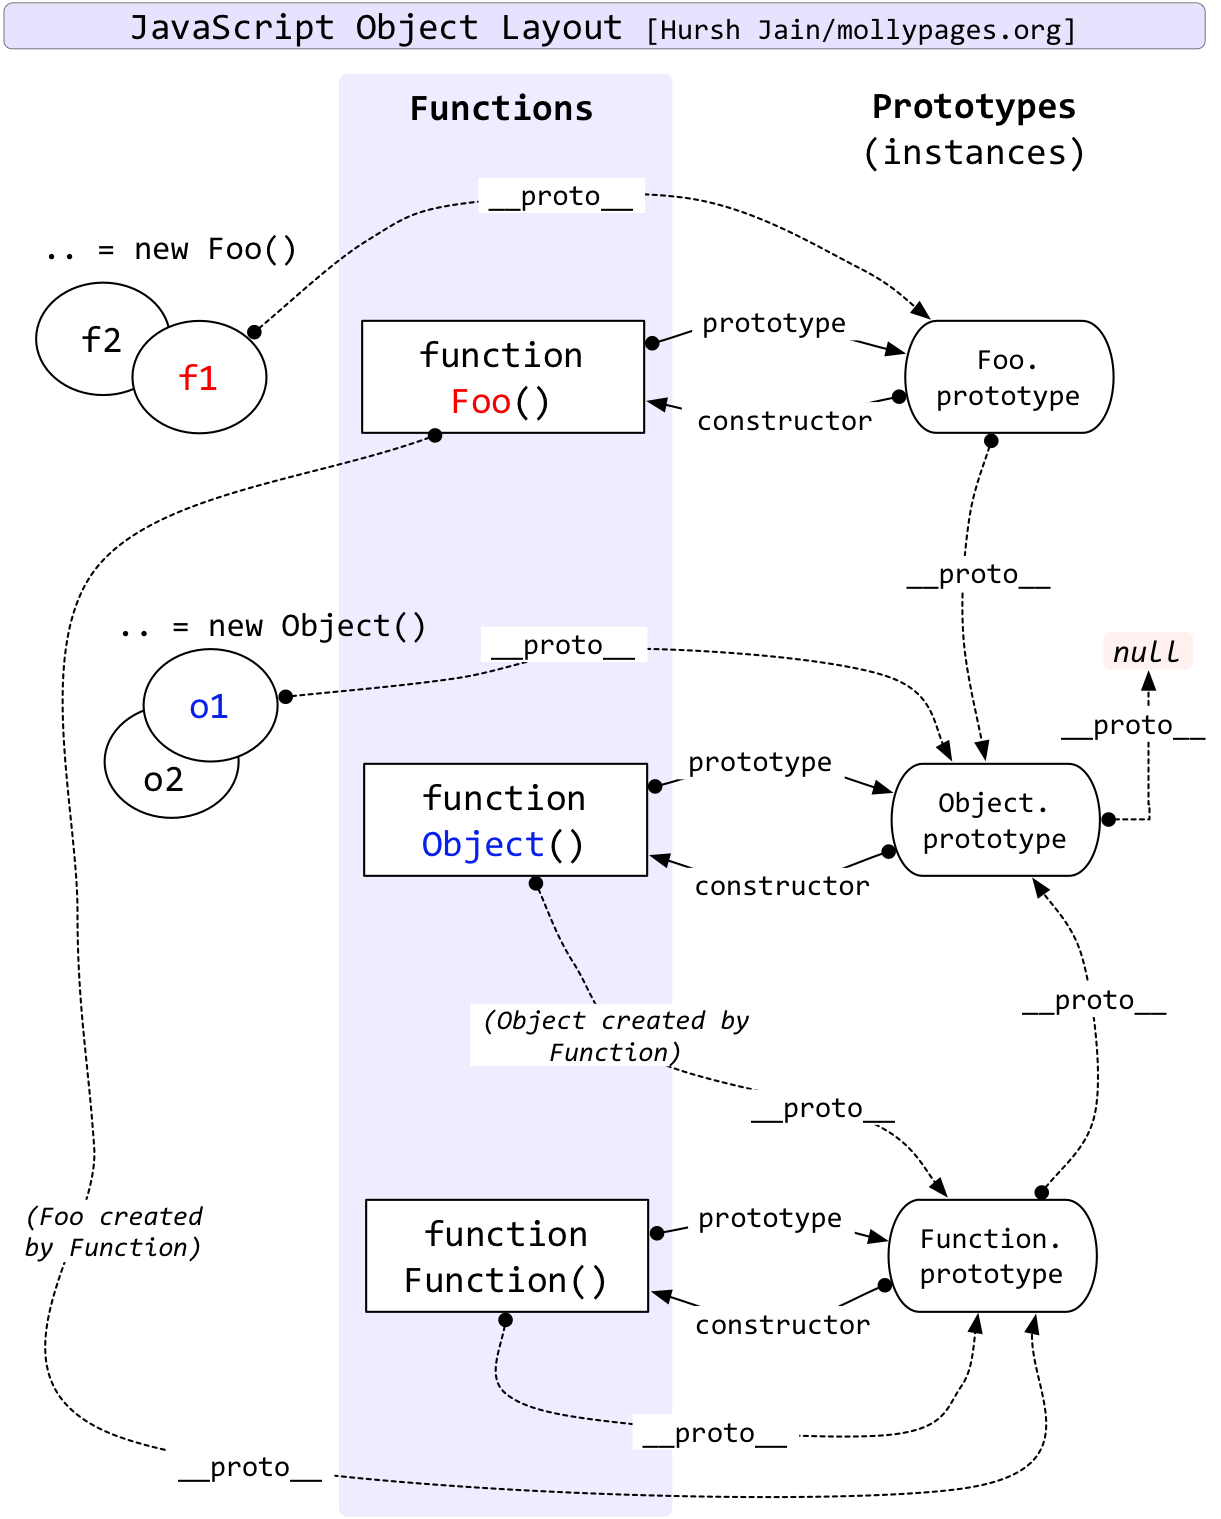 JavaScript Object Layout [Hursh Jain/mollypages.org]
Functions
Prototypes
(instances)
__proto__
.. = new Foo()
f2
f1
function
Foo()
prototype
constructor
Foo.
prototype
__proto__
.. = new Object()
__proto__
null
__proto__
o1
o2
function
Object()
prototype
constructor
Object.
prototype
__proto__
(Object created by
Function)
__proto__
(Foo created
by Function)
function
Function()
prototype
constructor
Function.
prototype
__proto__
__proto__